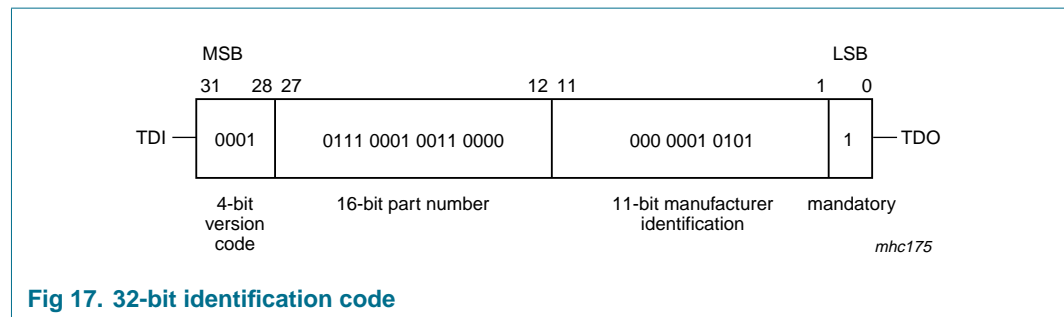 MSB LSB
31 28 27 12 11 1 0
TDI 0001 0111 0001 0011 0000 000 0001 0101 1 TDO
4-bit 16-bit part number 11-bit manufacturer mandatory
version identification
code
mhc175
Fig 17. 32-bit identification code